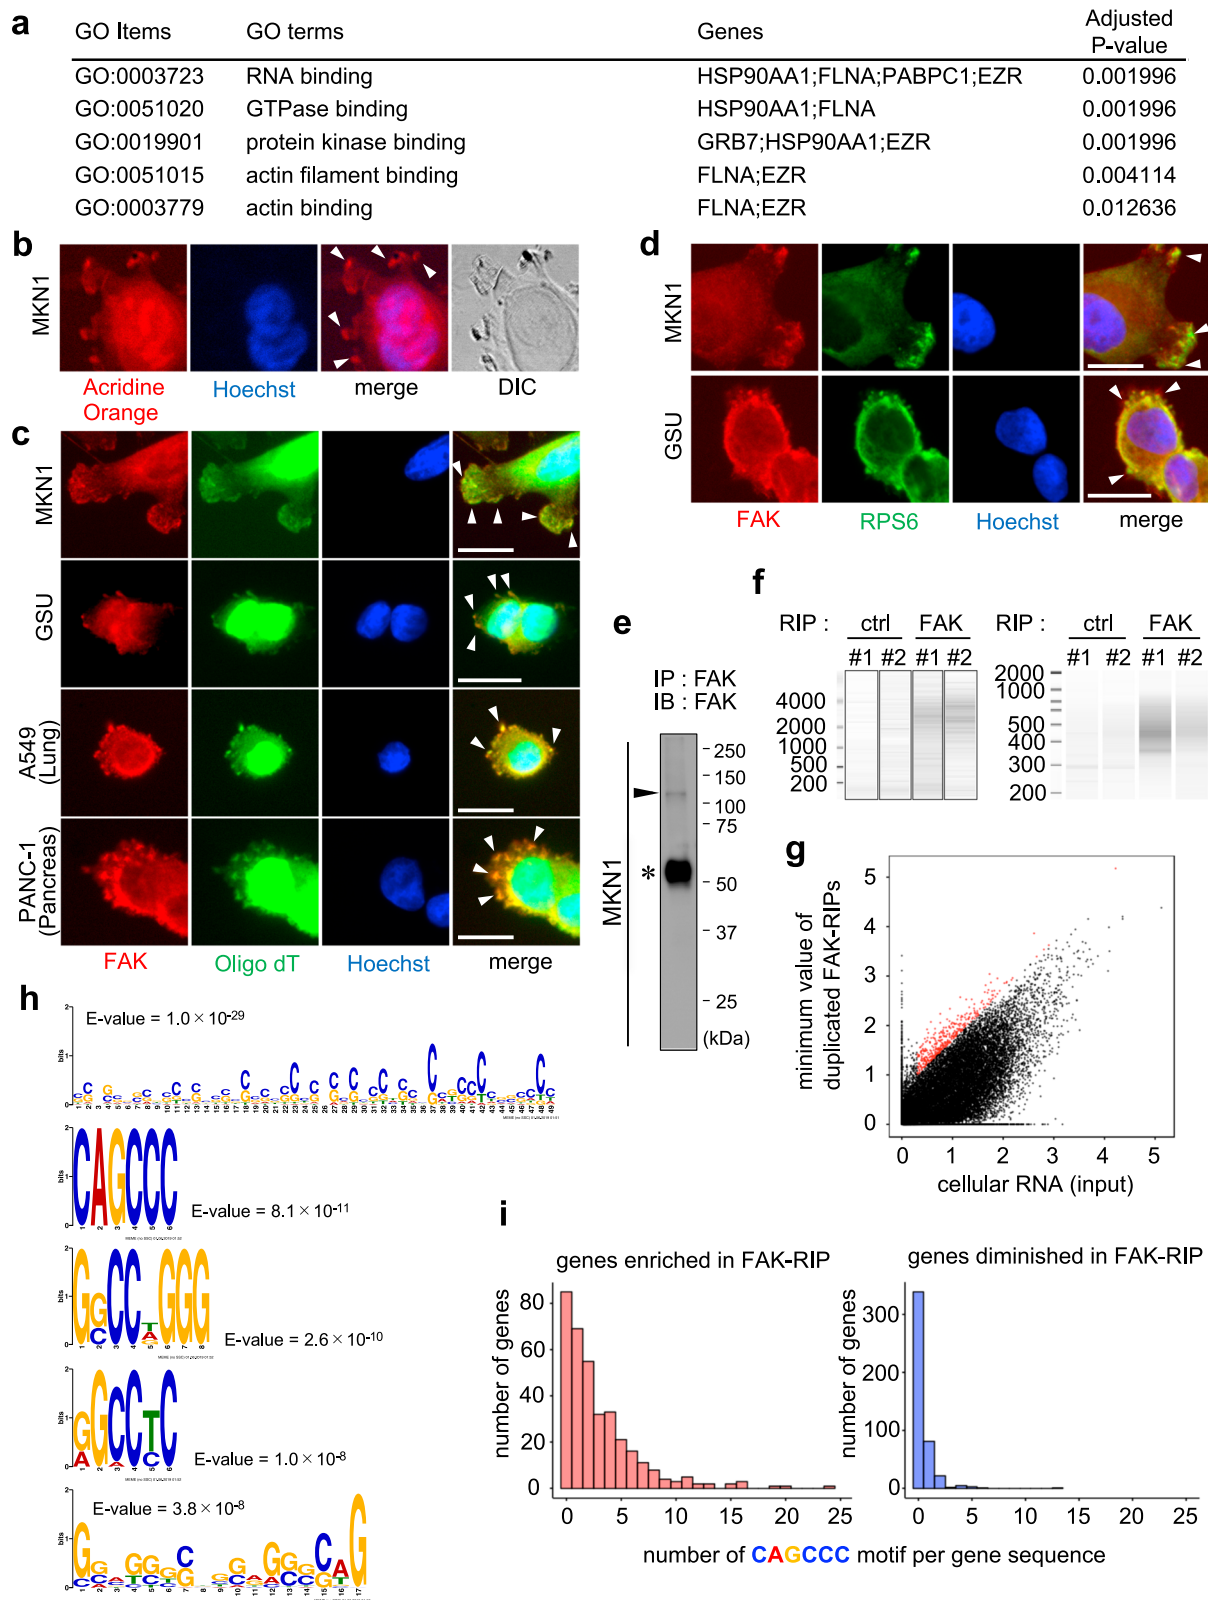 a
GO Items GO terms Genes Adjusted P-value
GO:0003723 RNA binding HSP90AA1;FLNA;PABPC1;EZR 0.001996
GO:0051020 GTPase binding HSP90AA1;FLNA 0.001996
GO:0019901 protein kinase binding GRB7;HSP90AA1;EZR 0.001996
GO:0051015 actin filament binding FLNA;EZR 0.004114
GO:0003779 actin binding FLNA;EZR 0.012636
b
MKN1
Acridine Orange Hoechst merge DIC
c
MKN1
GSU
A549 (Lung)
PANC-1 (Pancreas)
FAK Oligo dT Hoechst merge
d
MKN1
GSU
FAK RPS6 Hoechst merge
e
IP : FAK
IB : FAK
MKN1
*
250
150
100
75
50
37
25
(kDa)
f
RIP : ctrl FAK
#1 #2 #1 #2
4000
2000
1000
500
200
RIP : ctrl FAK
#1 #2 #1 #2
2000
1000
500
400
300
200
g
minimum value of duplicated FAK-RIPs
5
4
3
2
1
0
0 1 2 3 4 5
cellular RNA (input)
h
E-value = 1.0 × 10-29
CAGCCC
E-value = 8.1 × 10-11
E-value = 2.6 × 10-10
E-value = 1.0 × 10-8
E-value = 3.8 × 10-8
i
genes enriched in FAK-RIP
number of genes
80
60
40
20
0
0 5 10 15 20 25
genes diminished in FAK-RIP
number of genes
300
200
100
0
0 5 10 15 20 25
number of CAGCCC motif per gene sequence